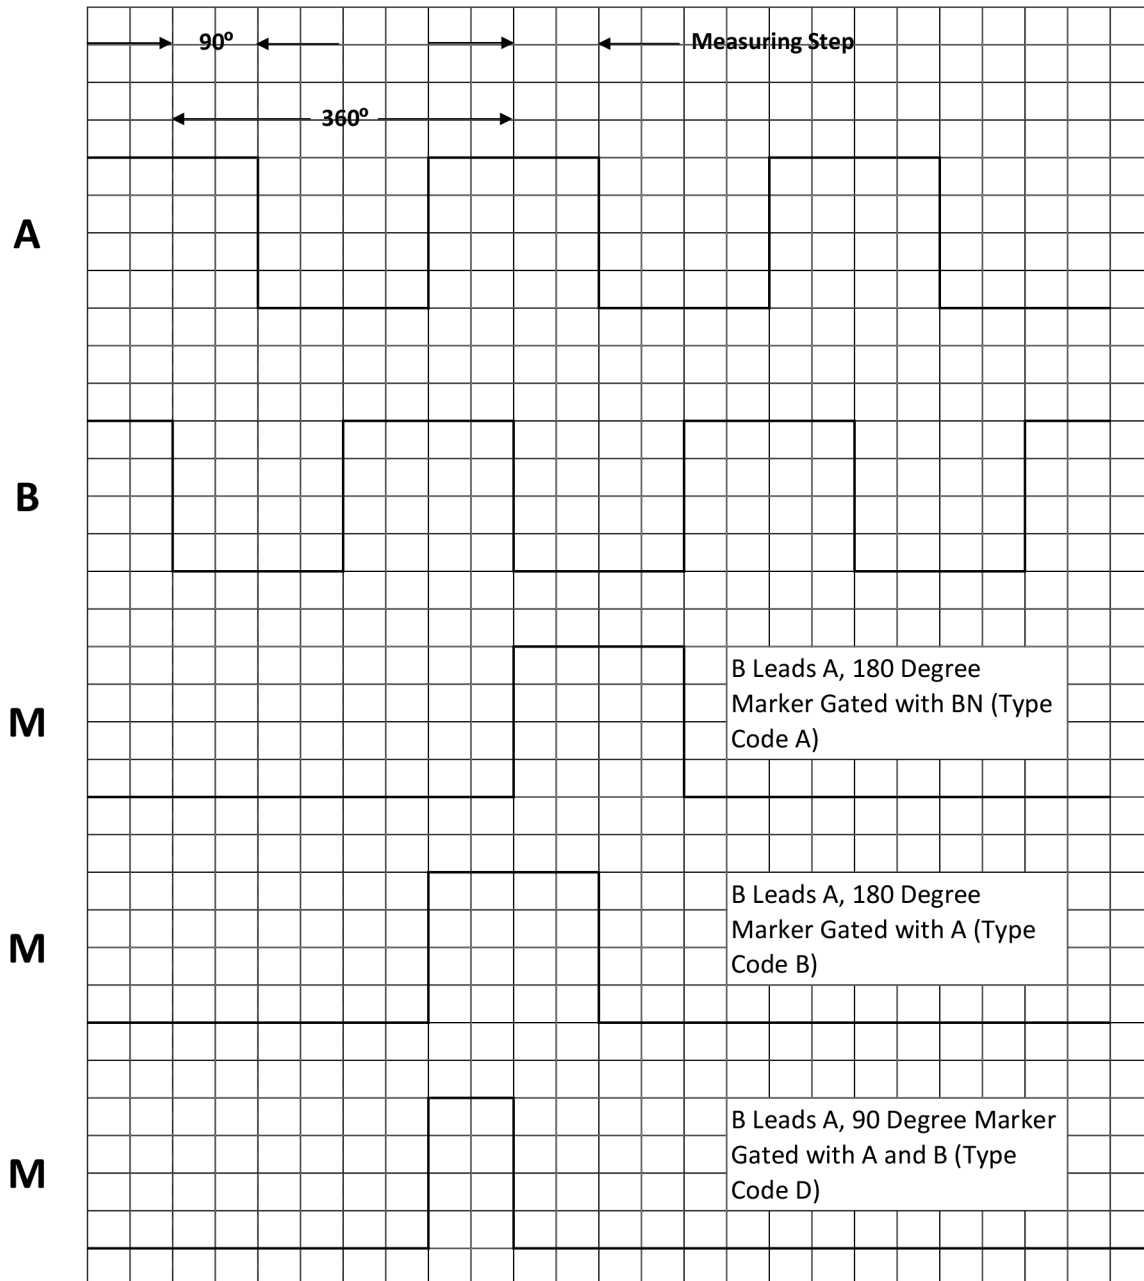 90º
Measuring Step
360º
A
B
M
B Leads A, 180 Degree
Marker Gated with BN (Type
Code A)
M
B Leads A, 180 Degree
Marker Gated with A (Type
Code B)
M
B Leads A, 90 Degree Marker
Gated with A and B (Type
Code D)